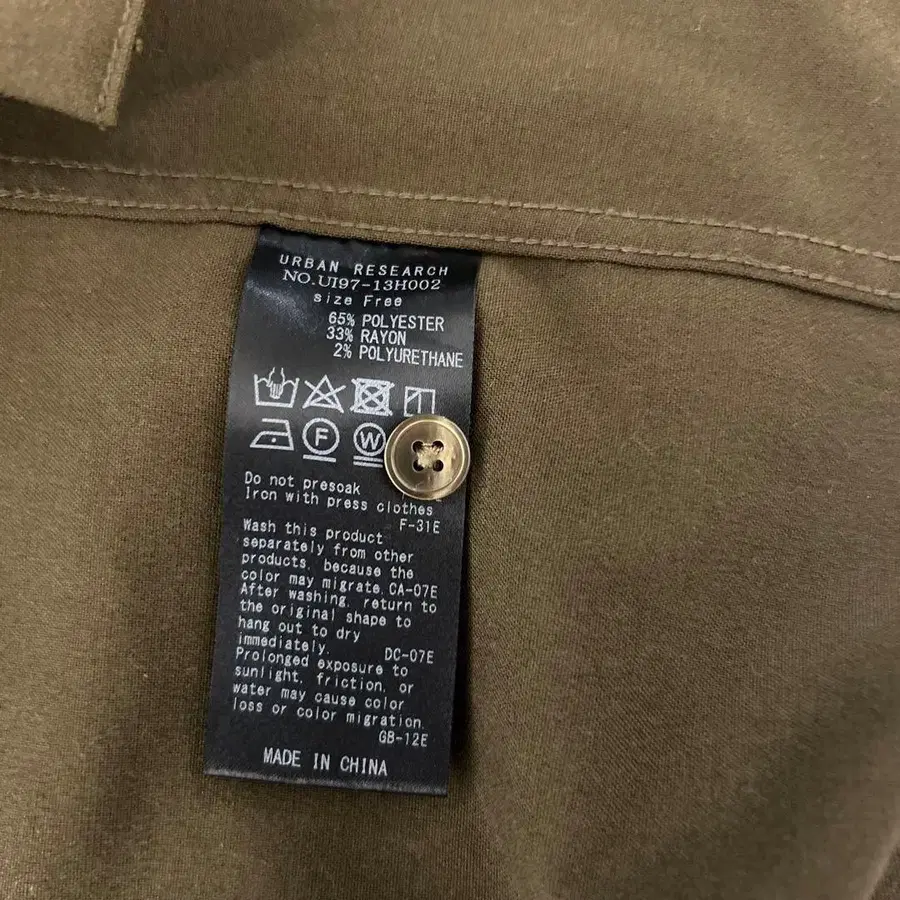 URBAN RESEARCH
NO.UI97-13H002
size Free
65% POLYESTER
33% RAYON
2% POLYURETHANE
F W
Do not presoak
Iron with press clothes
F-31E
Wash this product
separately from other
products, because the
color may migrate. CA-07E
After washing, return to
the original shape to
hang out to dry
immediately. DC-07E
Prolonged exposure to
sunlight, friction, or
water may cause color
loss or color migration.
GB-12E
MADE IN CHINA